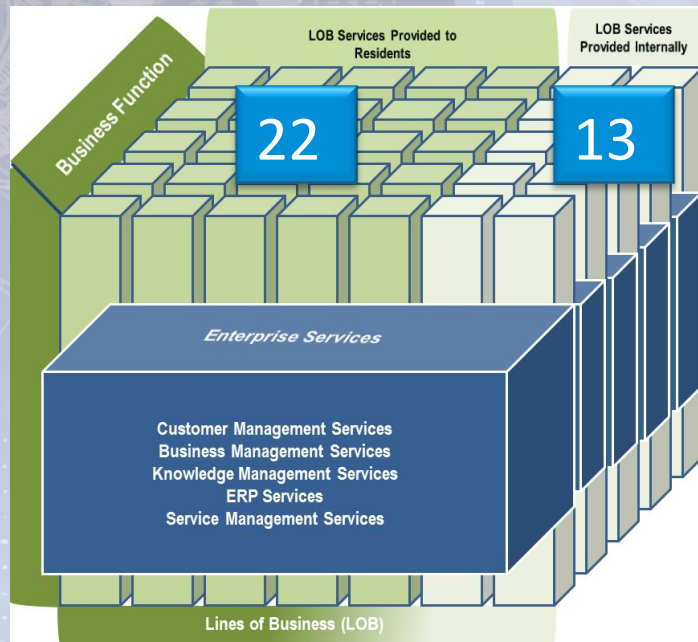 LOB Services Provided to
Residents
LOB Services
Provided Internally
Business Function
22
13
Enterprise Services
Customer Management Services
Business Management Services
Knowledge Management Services
ERP Services
Service Management Services
Lines of Business (LOB)